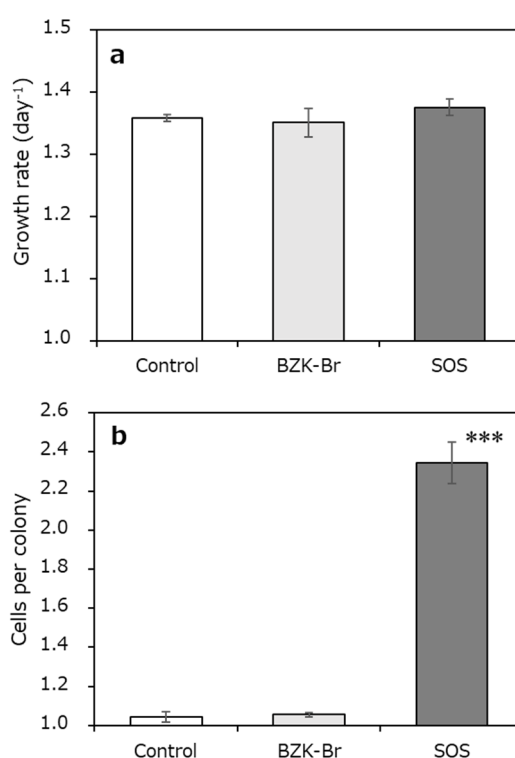 a
Growth rate (day⁻¹)
1.5
1.4
1.3
1.2
1.1
1.0
Control BZK-Br SOS
b
Cells per colony
2.6
2.4
2.2
2.0
1.8
1.6
1.4
1.2
1.0
***
Control BZK-Br SOS